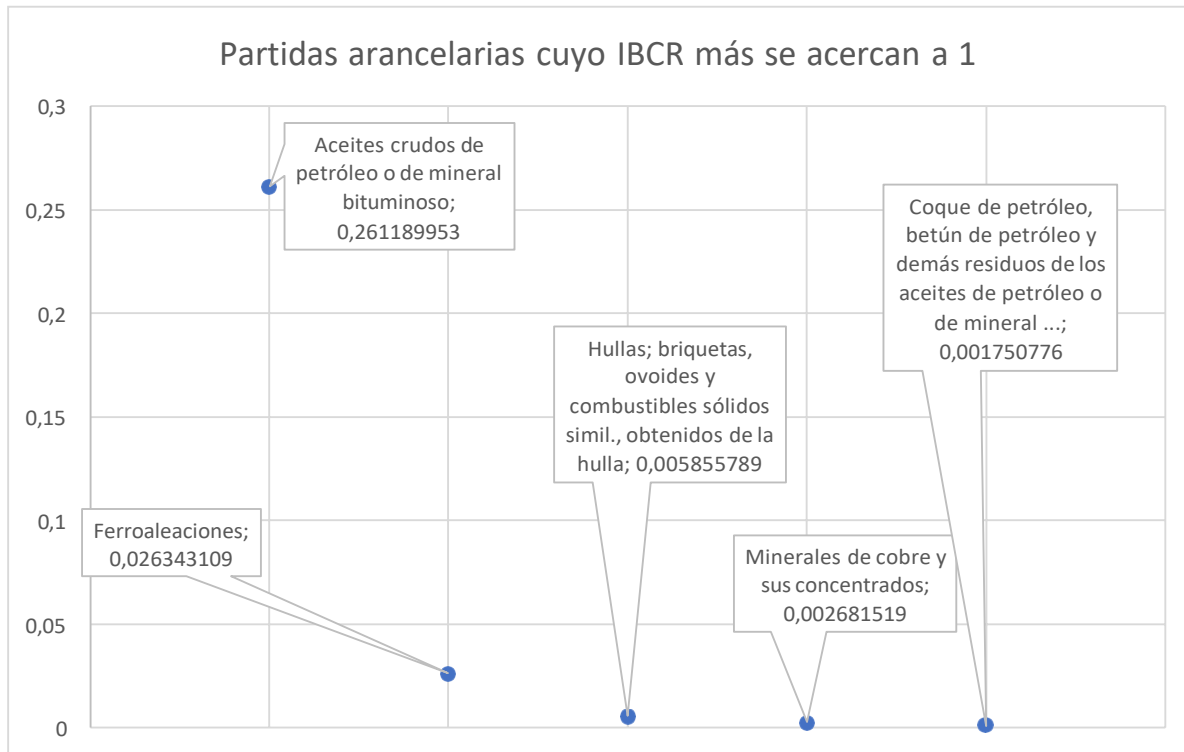 Partidas arancelarias cuyo IBCR más se acercan a 1
0,3
0,25
0,2
0,15
0,1
0,05
0
Aceites crudos de
petróleo o de mineral
bituminoso;
0,261189953
Ferroaleaciones;
0,026343109
Hullas; briquetas,
ovoides y
combustibles sólidos
simil., obtenidos de la
hulla; 0,005855789
Minerales de cobre y
sus concentrados;
0,002681519
Coque de petróleo,
betún de petróleo y
demás residuos de los
aceites de petróleo o
de mineral ...;
0,001750776